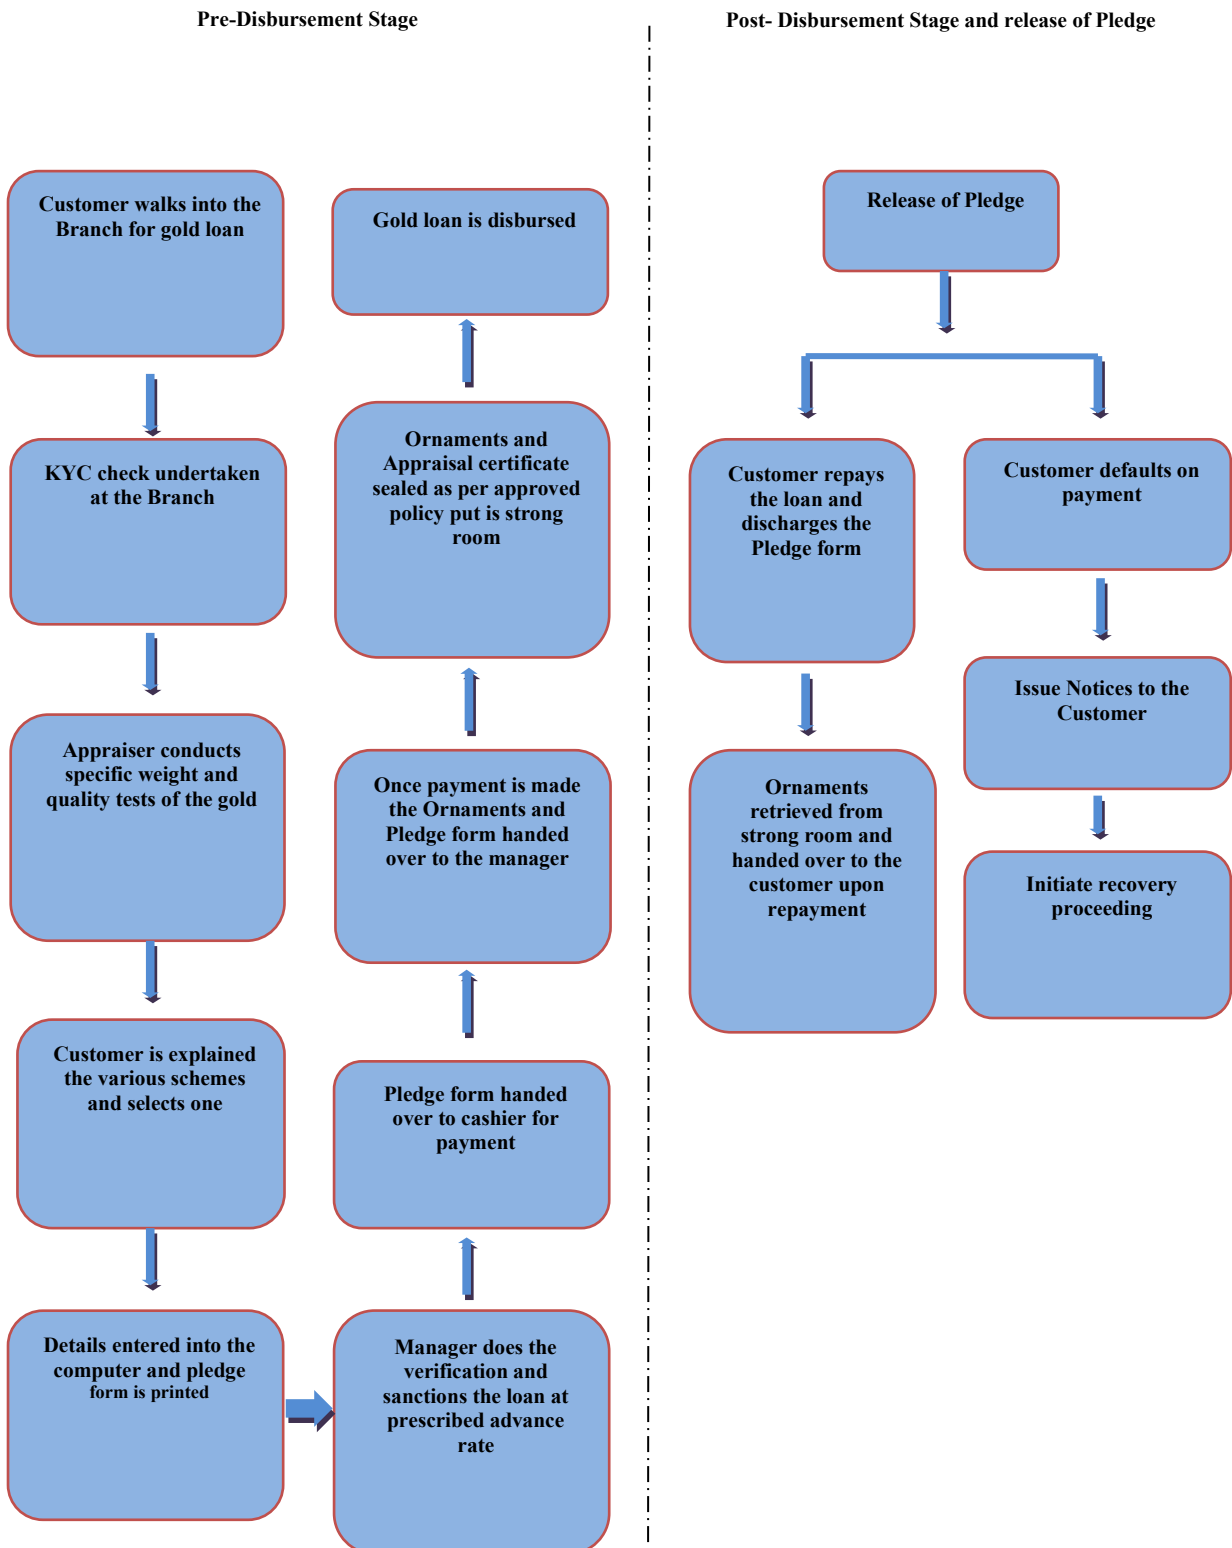 Pre-Disbursement Stage
Customer walks into the
Branch for gold loan
KYC check undertaken
at the Branch
Appraiser conducts
specific weight and
quality tests of the gold
Customer is explained
the various schemes
and selects one
Details entered into the
computer and pledge
form is printed
Manager does the
verification and
sanctions the loan at
prescribed advance
rate
Pledge form handed
over to cashier for
payment
Once payment is made
the Ornaments and
Pledge form handed
over to the manager
Ornaments and
Appraisal certificate
sealed as per approved
policy put is strong
room
Gold loan is disbursed
Post- Disbursement Stage and release of Pledge
Release of Pledge
Customer repays
the loan and
discharges the
Pledge form
Ornaments
retrieved from
strong room and
handed over to the
customer upon
repayment
Customer defaults on
payment
Issue Notices to the
Customer
Initiate recovery
proceeding